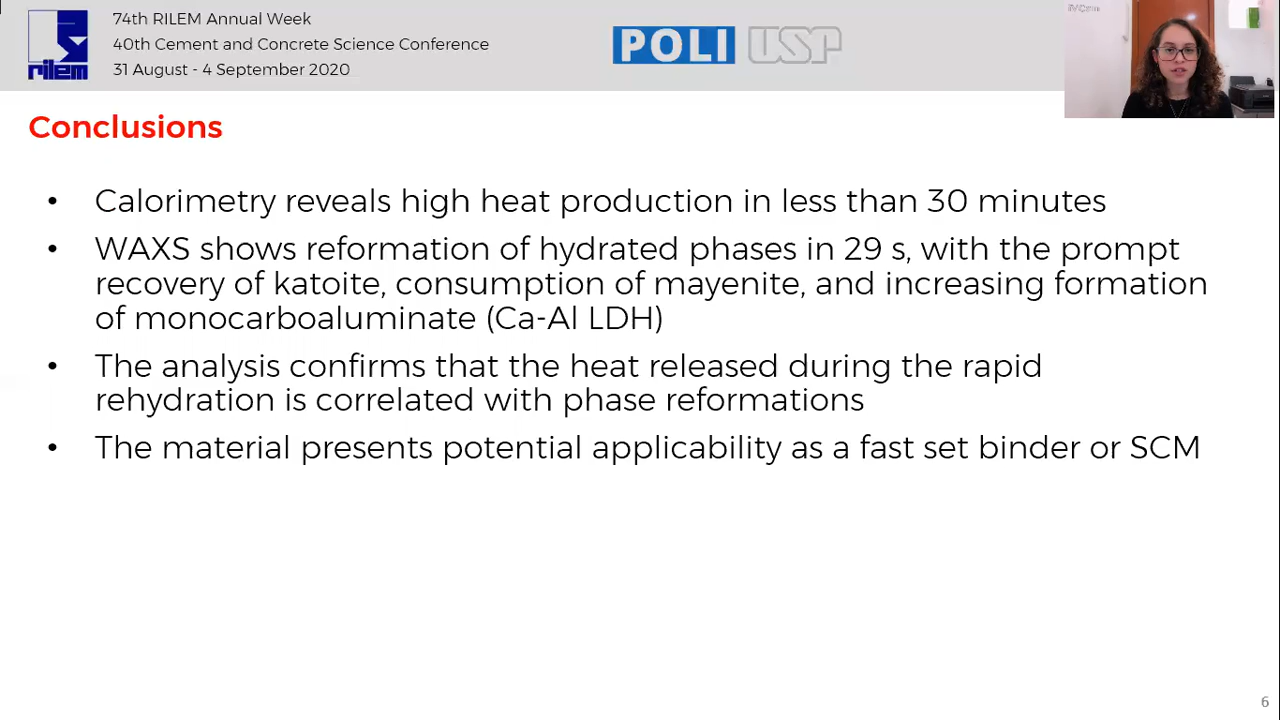 74th RILEM Annual Week
40th Cement and Concrete Science Conference
31 August - 4 September 2020
rilem
POLI USP
iVCam
Conclusions
• Calorimetry reveals high heat production in less than 30 minutes
• WAXS shows reformation of hydrated phases in 29 s, with the prompt
recovery of katoite, consumption of mayenite, and increasing formation
of monocarboaluminate (Ca-Al LDH)
• The analysis confirms that the heat released during the rapid
rehydration is correlated with phase reformations
• The material presents potential applicability as a fast set binder or SCM
6